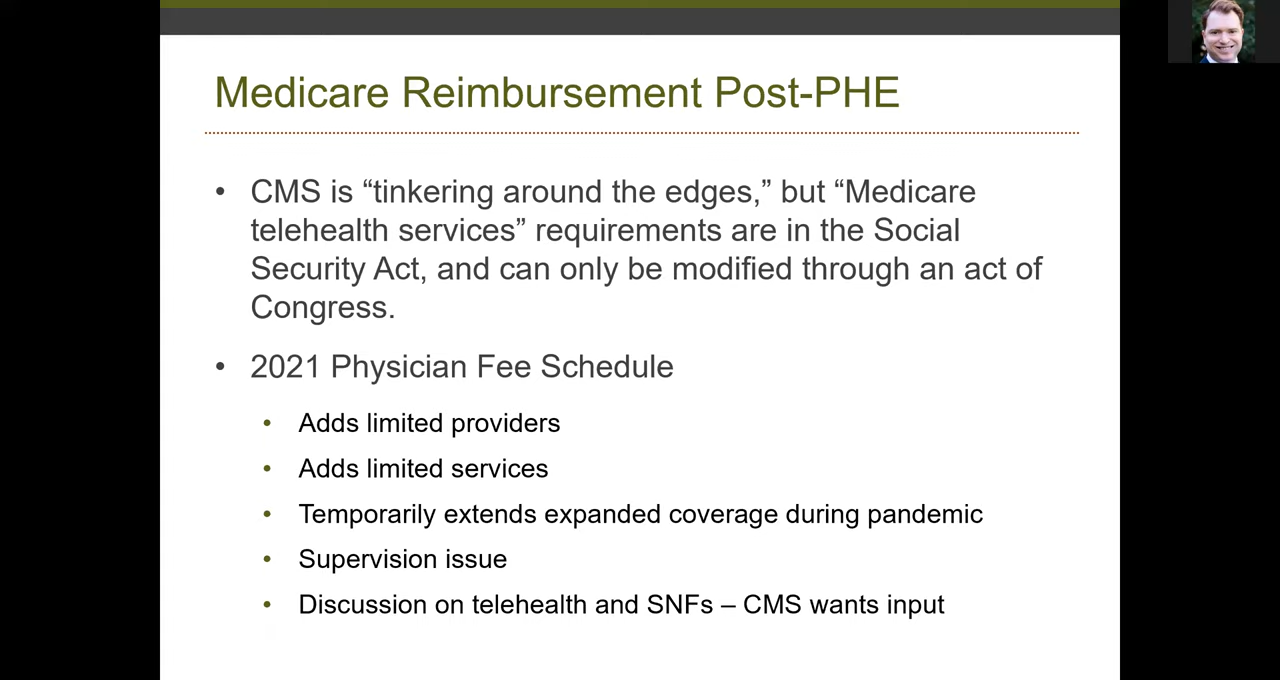 Medicare Reimbursement Post-PHE
• CMS is “tinkering around the edges,” but “Medicare
telehealth services” requirements are in the Social
Security Act, and can only be modified through an act of
Congress.
• 2021 Physician Fee Schedule
• Adds limited providers
• Adds limited services
• Temporarily extends expanded coverage during pandemic
• Supervision issue
• Discussion on telehealth and SNFs – CMS wants input